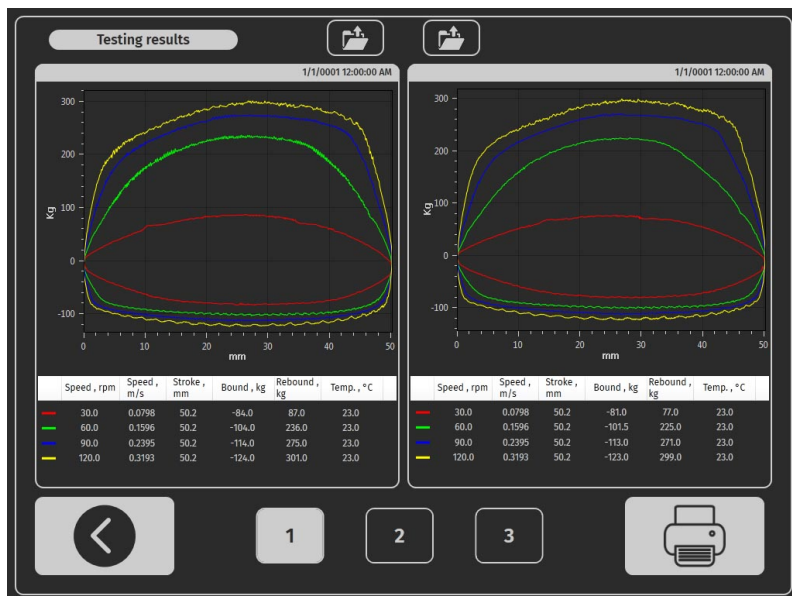 Testing results
1/1/0001 12:00:00 AM
300
200
100
0
-100
Kg
0 10 20 30 40 50
mm
Speed , rpm Speed , m/s Stroke , mm Bound , kg Rebound , kg Temp. , °C
30.0 0.0798 50.2 -84.0 87.0 23.0
60.0 0.1596 50.2 -104.0 236.0 23.0
90.0 0.2395 50.2 -114.0 275.0 23.0
120.0 0.3193 50.2 -124.0 301.0 23.0
1/1/0001 12:00:00 AM
300
200
100
0
-100
Kg
0 10 20 30 40 50
mm
Speed , rpm Speed , m/s Stroke , mm Bound , kg Rebound , kg Temp. , °C
30.0 0.0798 50.2 -81.0 77.0 23.0
60.0 0.1596 50.2 -101.5 225.0 23.0
90.0 0.2395 50.2 -113.0 271.0 23.0
120.0 0.3193 50.2 -123.0 299.0 23.0
1 2 3